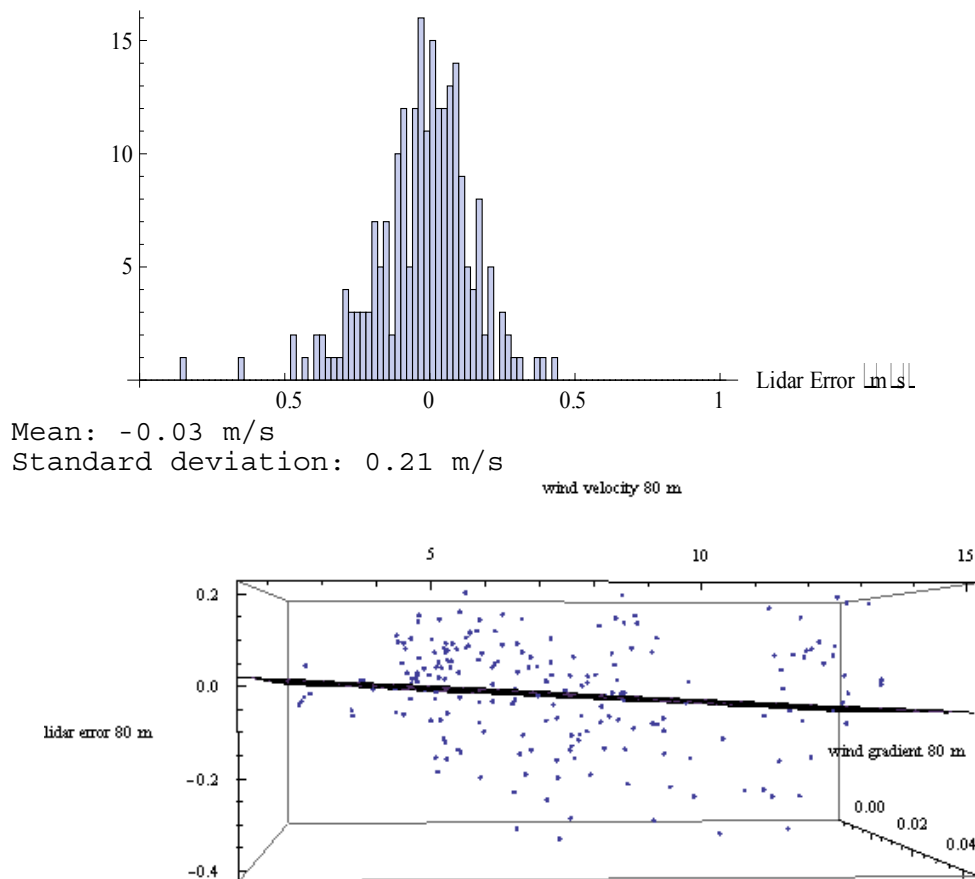 15
10
5
0.5 0 0.5 1
Lidar Error m s
Mean: -0.03 m/s
Standard deviation: 0.21 m/s
wind velocity 80 m
5 10 15
0.2
0.0
lidar error 80 m
-0.2
-0.4
wind gradient 80 m
0.00
0.02
0.04